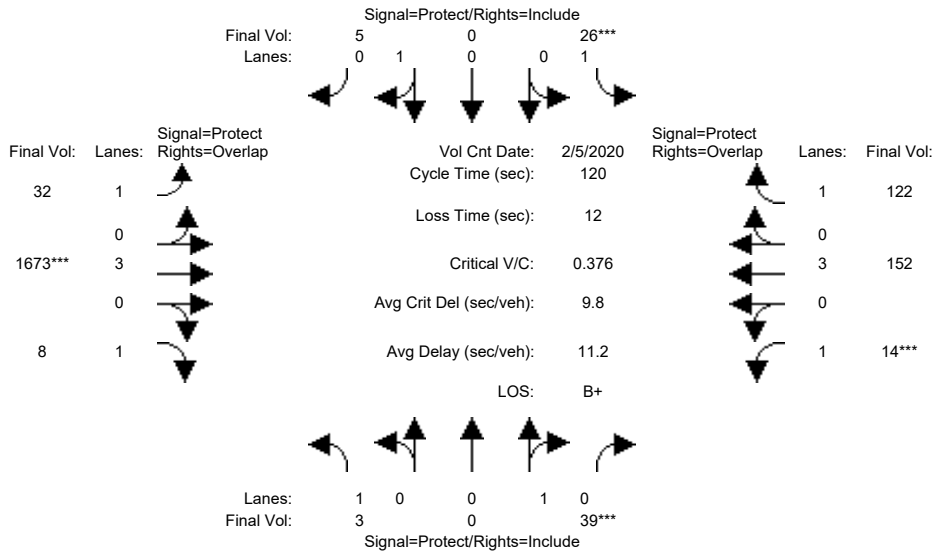 Signal=Protect/Rights=Include
Final Vol: 5 0 26***
Lanes: 0 1 0 0 1
Signal=Protect
Final Vol: Lanes: Rights=Overlap
Vol Cnt Date: 2/5/2020
Signal=Protect
Rights=Overlap Lanes: Final Vol:
Cycle Time (sec): 120
32 1
1 122
Loss Time (sec): 12
0
0
1673*** 3
Critical V/C: 0.376
3 152
0
Avg Crit Del (sec/veh): 9.8
0
8 1
Avg Delay (sec/veh): 11.2
1 14***
LOS: B+
Lanes: 1 0 0 1 0
Final Vol: 3 0 39***
Signal=Protect/Rights=Include